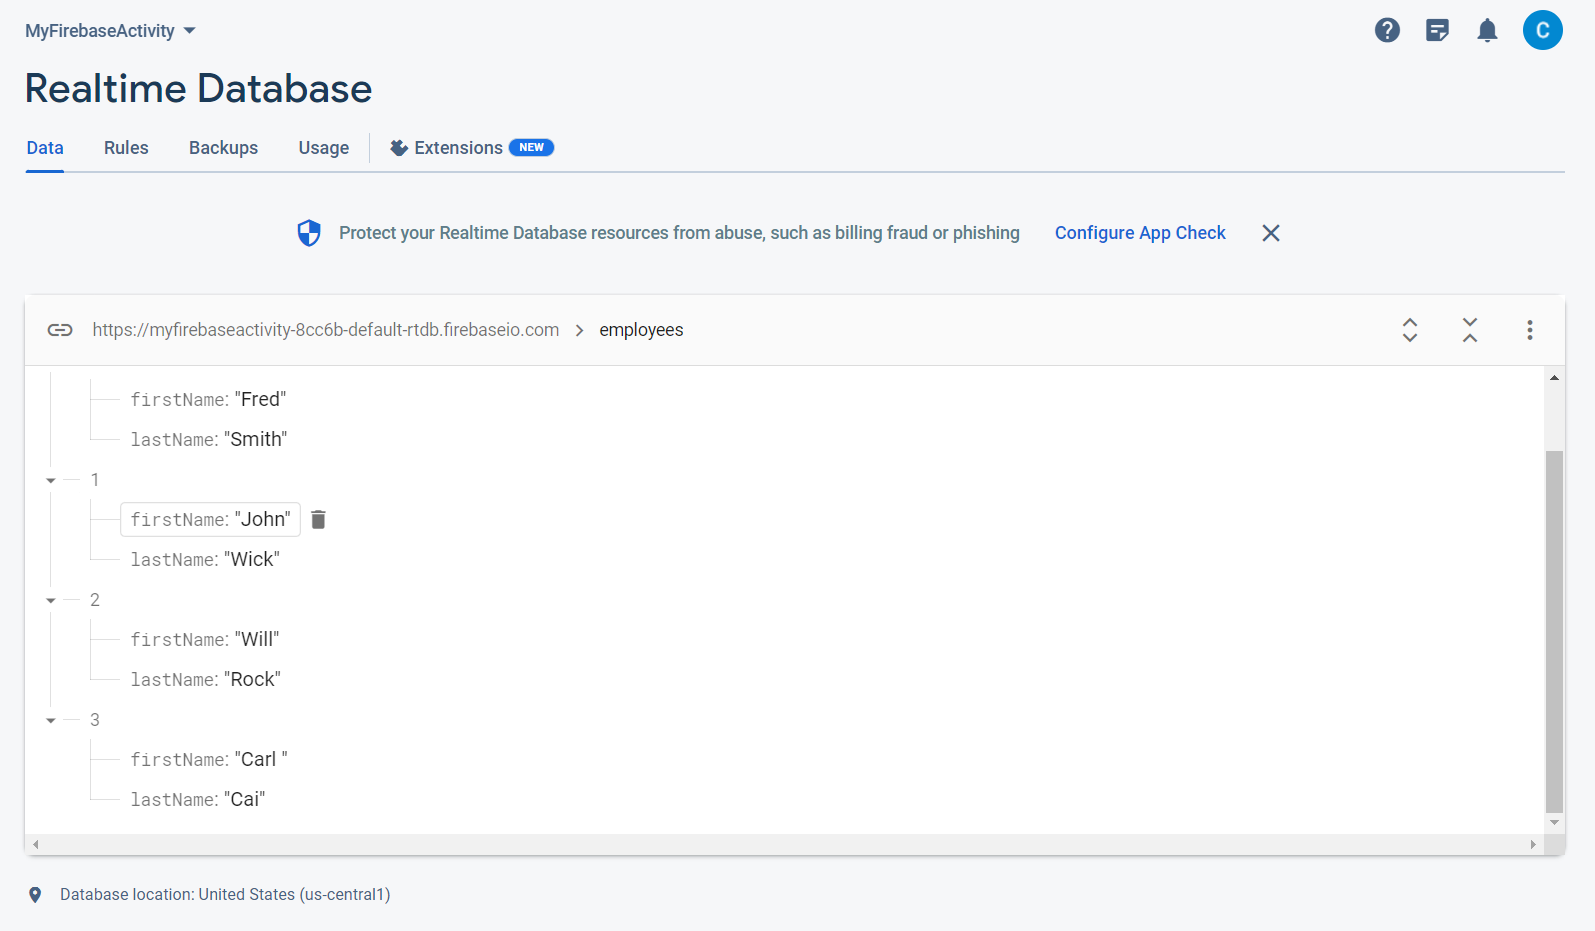 MyFirebaseActivity
C
Realtime Database
Data Rules Backups Usage Extensions NEW
Protect your Realtime Database resources from abuse, such as billing fraud or phishing Configure App Check
https://myfirebaseactivity-8cc6b-default-rtdb.firebaseio.com employees
firstName: "Fred"
lastName: "Smith"
1
firstName: "John"
lastName: "Wick"
2
firstName: "Will"
lastName: "Rock"
3
firstName: "Carl "
lastName: "Cai"
Database location: United States (us-central1)